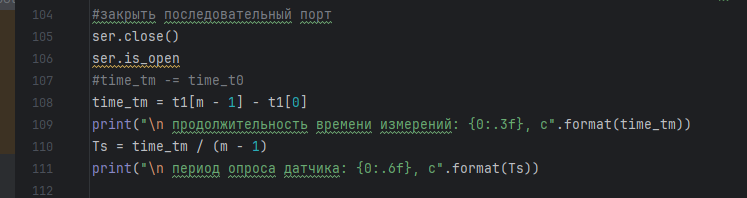 104 #закрыть последовательный порт
105 ser.close()
106 ser.is_open
107 #time_tm -= time_t0
108 time_tm = t1[m - 1] - t1[0]
109 print("\n продолжительность времени измерений: {0:.3f}, с".format(time_tm))
110 Ts = time_tm / (m - 1)
111 print("\n период опроса датчика: {0:.6f}, с".format(Ts))
112